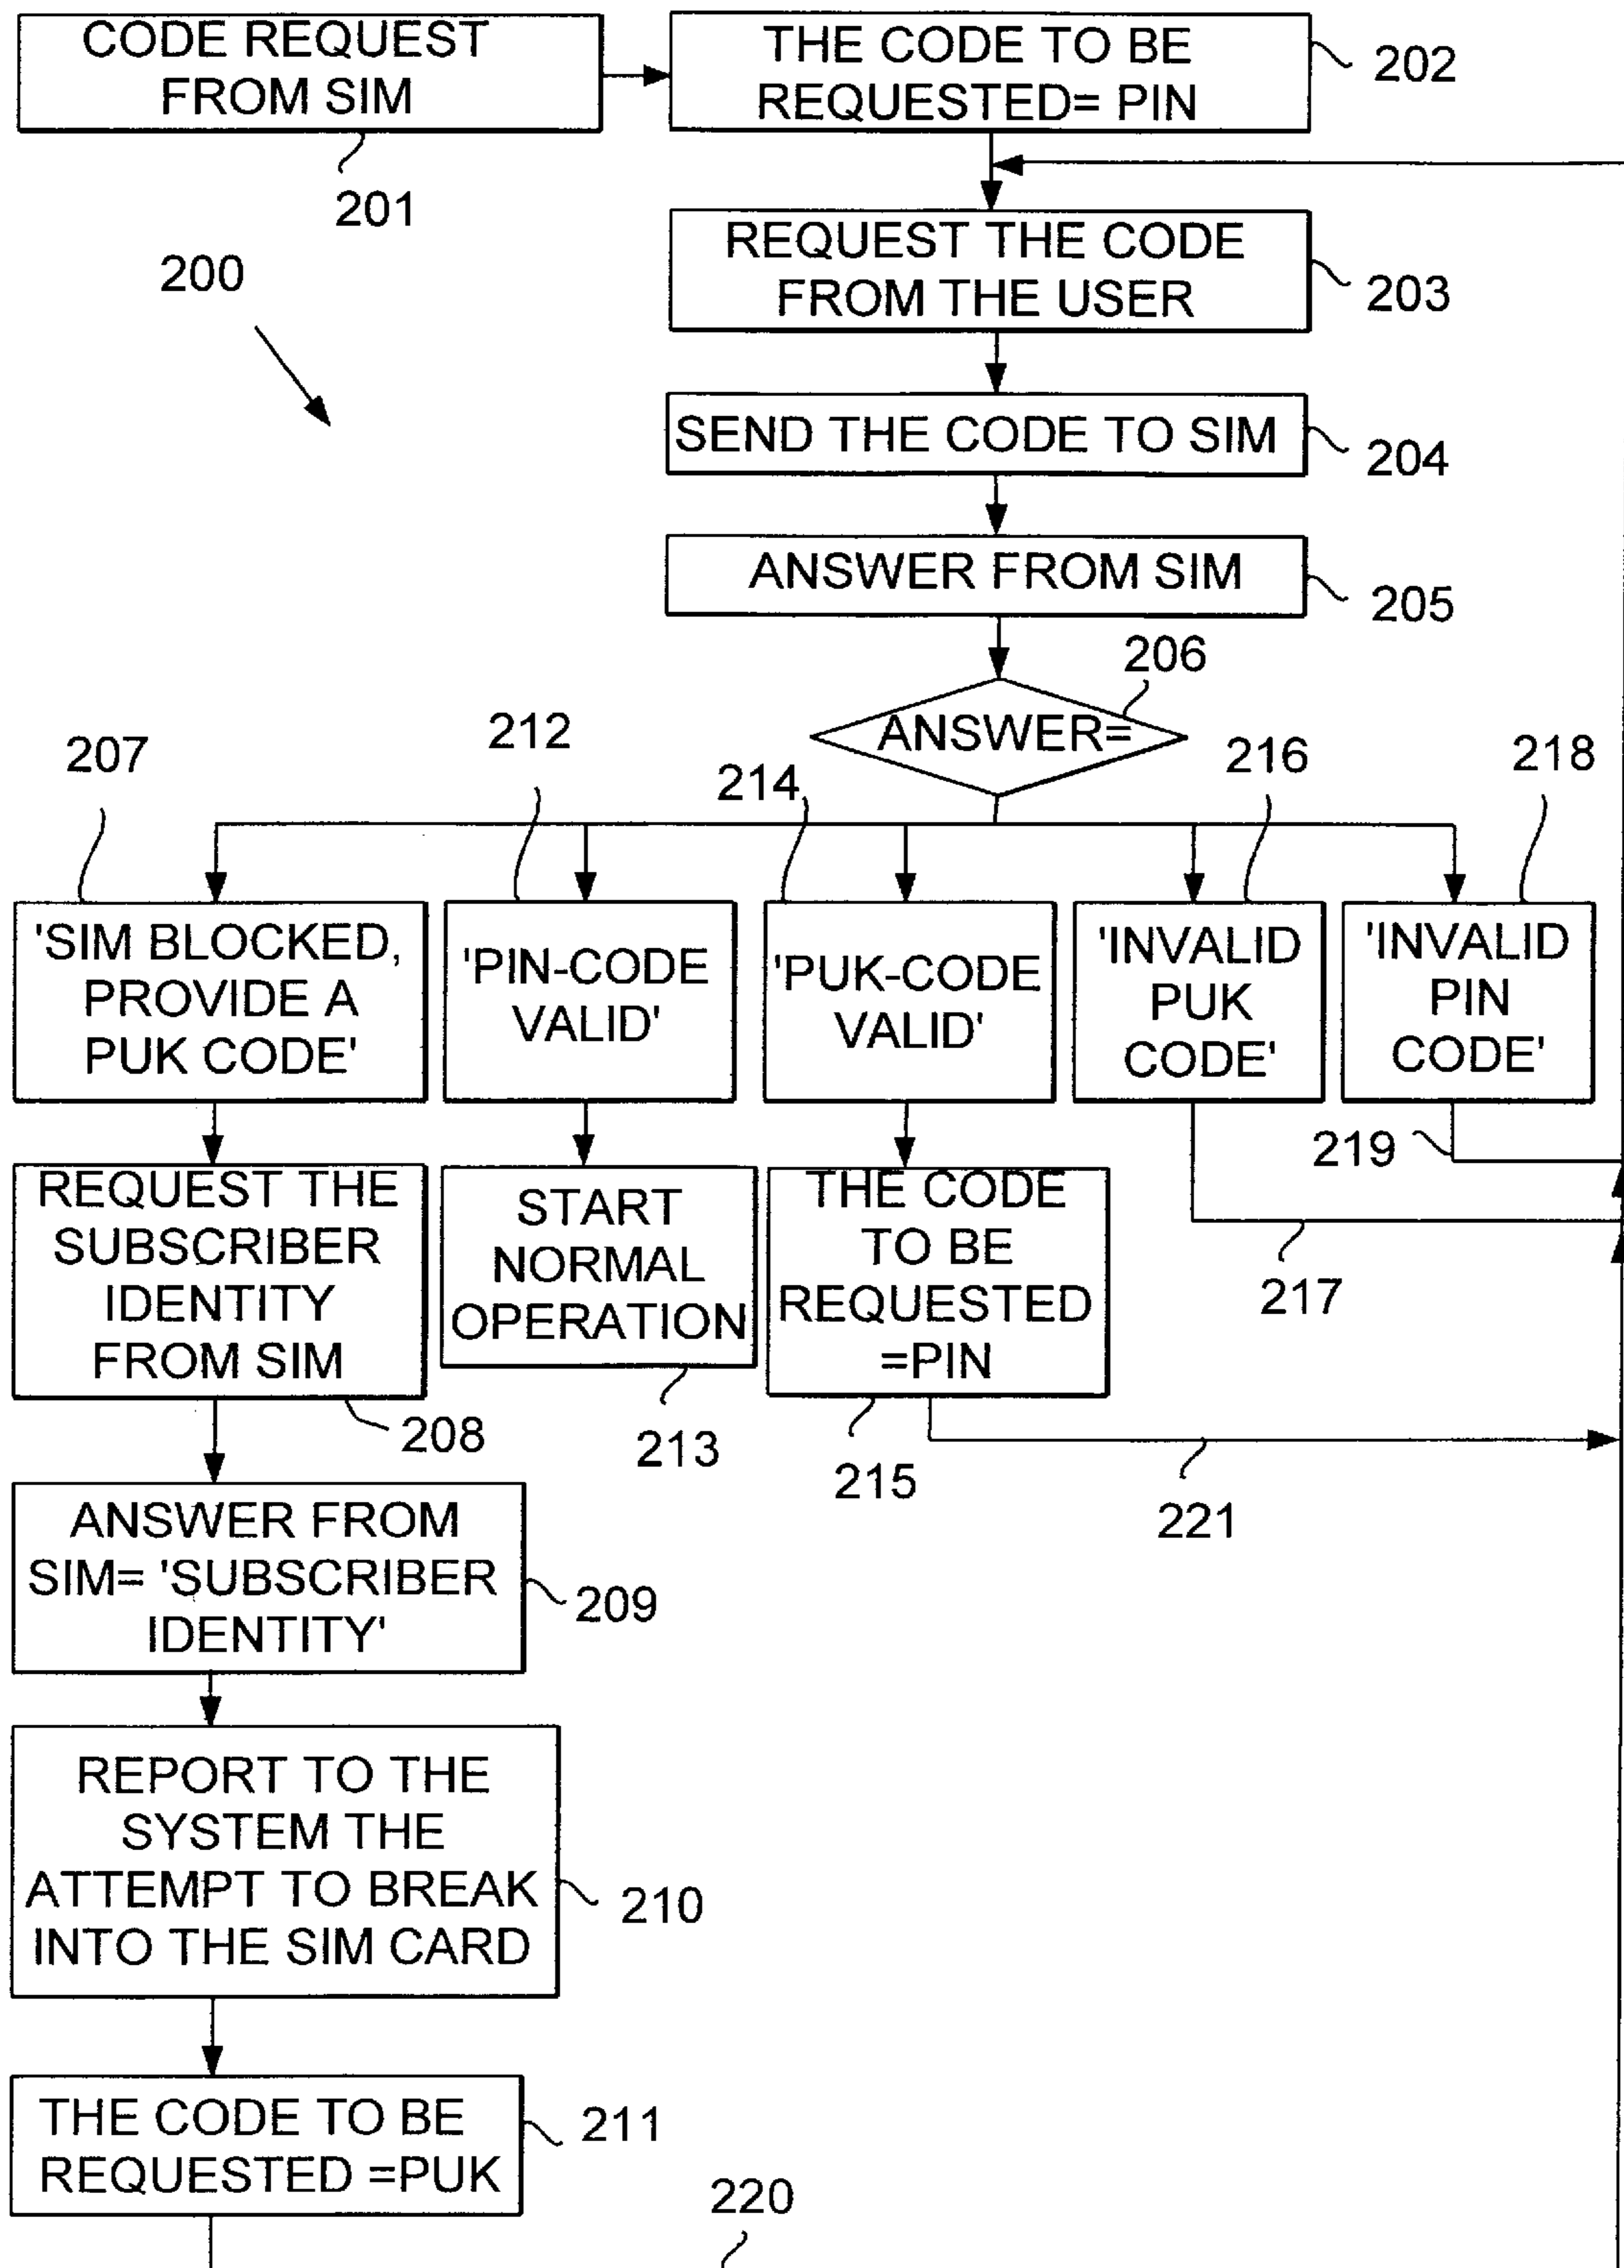 CODE REQUEST
FROM SIM
201
THE CODE TO BE
REQUESTED= PIN
202
200
REQUEST THE CODE
FROM THE USER
203
SEND THE CODE TO SIM
204
ANSWER FROM SIM
205
206
ANSWER=
207
212
214
216
218
'SIM BLOCKED,
PROVIDE A
PUK CODE'
'PIN-CODE
VALID'
'PUK-CODE
VALID'
'INVALID
PUK
CODE'
'INVALID
PIN
CODE'
219
217
REQUEST THE
SUBSCRIBER
IDENTITY
FROM SIM
208
START
NORMAL
OPERATION
213
THE CODE
TO BE
REQUESTED
=PIN
215
221
ANSWER FROM
SIM= 'SUBSCRIBER
IDENTITY'
209
REPORT TO THE
SYSTEM THE
ATTEMPT TO BREAK
INTO THE SIM CARD
210
THE CODE TO BE
REQUESTED =PUK
211
220